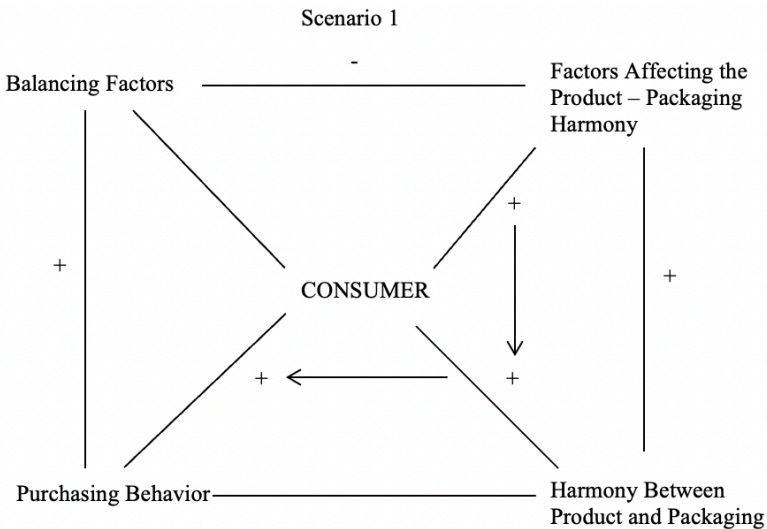 Scenario 1
-
Balancing Factors
Factors Affecting the
Product – Packaging
Harmony
+
+
+
CONSUMER
+
+
Purchasing Behavior
Harmony Between
Product and Packaging